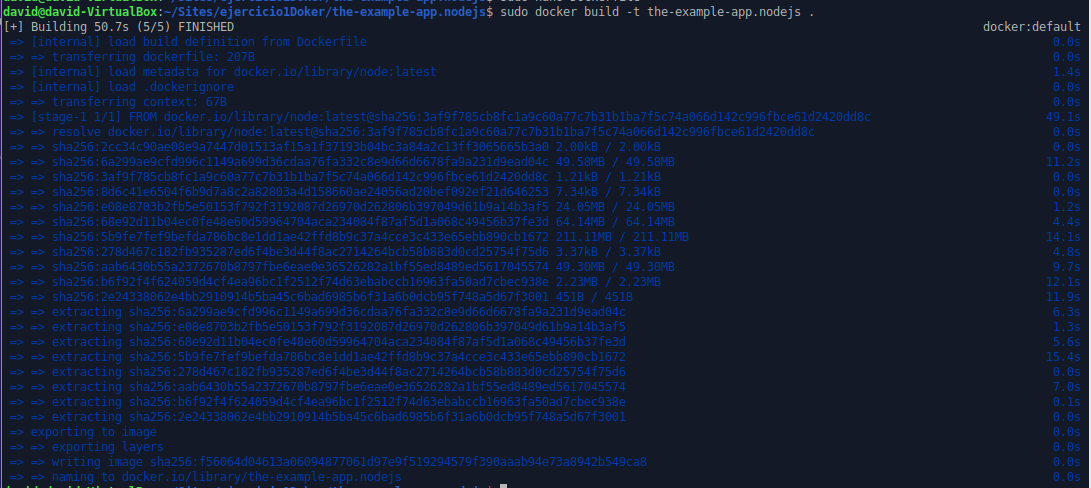 david@david-VirtualBox:~/Sites/ejercicio1Doker/the-example-app.nodejs$ sudo docker build -t the-example-app.nodejs .
[+] Building 50.7s (5/5) FINISHED docker:default
=> [internal] load build definition from Dockerfile 0.0s
=> => transferring dockerfile: 207B 0.0s
=> [internal] load metadata for docker.io/library/node:latest 1.4s
=> [internal] load .dockerignore 0.0s
=> => transferring context: 67B 0.0s
=> [stage-1 1/1] FROM docker.io/library/node:latest@sha256:3af9f785cb8fc1a9c60a77c7b31b1ba7f5c74a066d142c996fbce61d2420dd8c 49.1s
=> => resolve docker.io/library/node:latest@sha256:3af9f785cb8fc1a9c60a77c7b31b1ba7f5c74a066d142c996fbce61d2420dd8c 0.0s
=> => sha256:2cc34c90ae08e9a7447d01513af15a1f37193b04bc3a84a2c13ff3065665b3a0 2.00kB / 2.00kB 0.0s
=> => sha256:6a299ae9cfd996c1149a699d36cdaa76fa332c8e9d66d6678fa9a231d9ead04c 49.58MB / 49.58MB 11.2s
=> => sha256:3af9f785cb8fc1a9c60a77c7b31b1ba7f5c74a066d142c996fbce61d2420dd8c 1.21kB / 1.21kB 0.0s
=> => sha256:8d6c41e6504f6b9d7a8c2a82803a4d158660ae24056ad20bef092ef21d646253 7.34kB / 7.34kB 0.0s
=> => sha256:e08e8703b2fb5e50153f792f3192087d26970d262806b397049d61b9a14b3af5 24.05MB / 24.05MB 1.2s
=> => sha256:68e92d11b04ec0fe48e60d59964704aca234084f87af5d1a068c49456b37fe3d 64.14MB / 64.14MB 4.4s
=> => sha256:5b9fe7fef9befda786bc8e1dd1ae42ffd8b9c37a4cce3c433e65ebb890cb1672 211.11MB / 211.11MB 14.1s
=> => sha256:278d467c182fb935287ed6f4be3d44f8ac2714264bcb58b883d0cd25754f75d6 3.37kB / 3.37kB 4.8s
=> => sha256:aab6430b55a2372670b8797fbe6eae0e36526282a1bf55ed8489ed5617045574 49.30MB / 49.30MB 9.7s
=> => sha256:b6f92f4f624059d4cf4ea96bc1f2512f74d63ebabccb16963fa50ad7cbec938e 2.23MB / 2.23MB 12.1s
=> => sha256:2e24338062e4bb2910914b5ba45c6bad6985b6f31a6b0dcb95f748a5d67f3001 451B / 451B 11.9s
=> => extracting sha256:6a299ae9cfd996c1149a699d36cdaa76fa332c8e9d66d6678fa9a231d9ead04c 6.3s
=> => extracting sha256:e08e8703b2fb5e50153f792f3192087d26970d262806b397049d61b9a14b3af5 1.3s
=> => extracting sha256:68e92d11b04ec0fe48e60d59964704aca234084f87af5d1a068c49456b37fe3d 5.6s
=> => extracting sha256:5b9fe7fef9befda786bc8e1dd1ae42ffd8b9c37a4cce3c433e65ebb890cb1672 15.4s
=> => extracting sha256:278d467c182fb935287ed6f4be3d44f8ac2714264bcb58b883d0cd25754f75d6 0.0s
=> => extracting sha256:aab6430b55a2372670b8797fbe6eae0e36526282a1bf55ed8489ed5617045574 7.0s
=> => extracting sha256:b6f92f4f624059d4cf4ea96bc1f2512f74d63ebabccb16963fa50ad7cbec938e 0.1s
=> => extracting sha256:2e24338062e4bb2910914b5ba45c6bad6985b6f31a6b0dcb95f748a5d67f3001 0.0s
=> exporting to image 0.0s
=> => exporting layers 0.0s
=> => writing image sha256:f56064d04613a06094877061d97e9f519294579f390aaab94e73a8942b549ca8 0.0s
=> => naming to docker.io/library/the-example-app.nodejs 0.0s